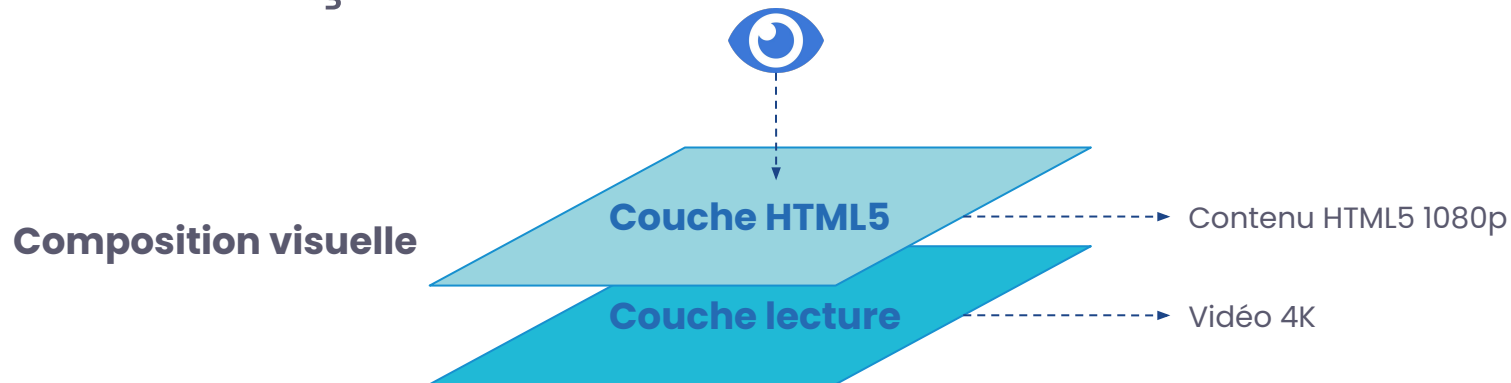 Couche HTML5
Contenu HTML5 1080p
Composition visuelle
Couche lecture
Vidéo 4K